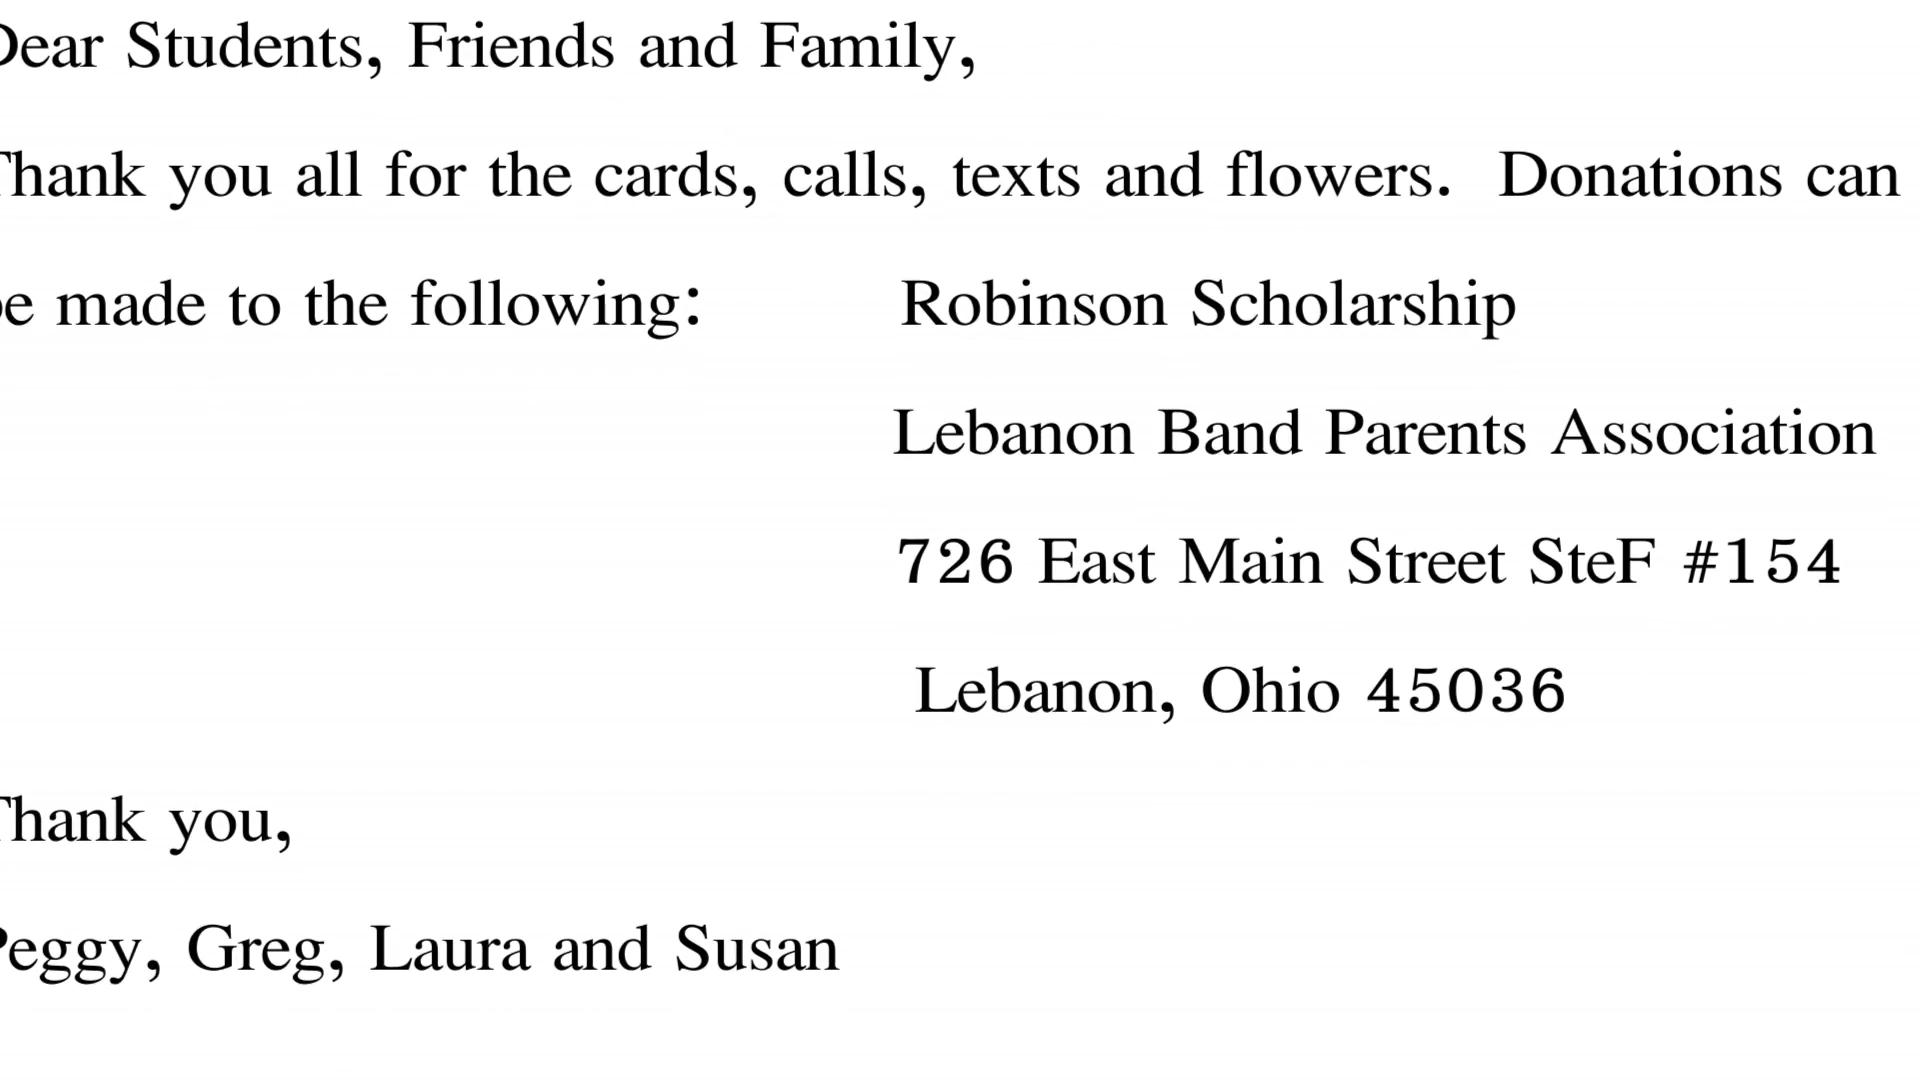 Dear Students, Friends and Family,
Thank you all for the cards, calls, texts and flowers.  Donations can
be made to the following: Robinson Scholarship
Lebanon Band Parents Association
726 East Main Street SteF #154
Lebanon, Ohio 45036
Thank you,
Peggy, Greg, Laura and Susan